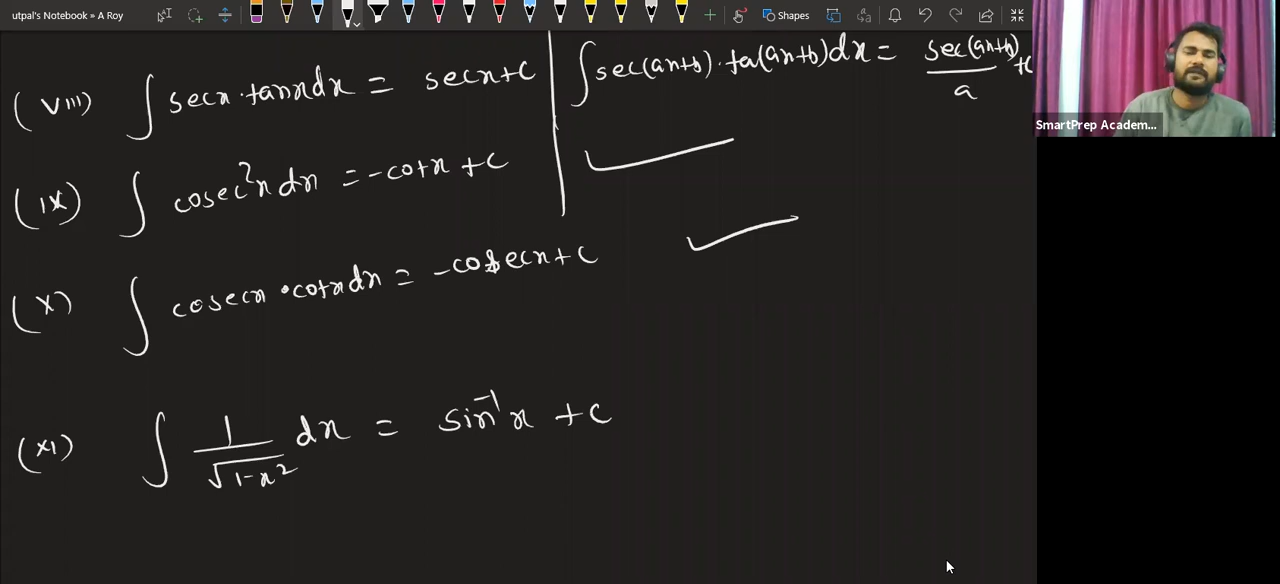 utpal's Notebook » A Roy
Shapes
SmartPrep Academ...
(VIII) ∫ secx·tanx dx = secx+c
∫ sec(ax+b)·ta(ax+b)dx = sec(ax+b)/a +c
(IX) ∫ cosec²x dx = -cotx +c
(X) ∫ cosecx·cotx dx = -cosecx+c
(XI) ∫ 1/√1-x² dx = sin⁻¹x +c